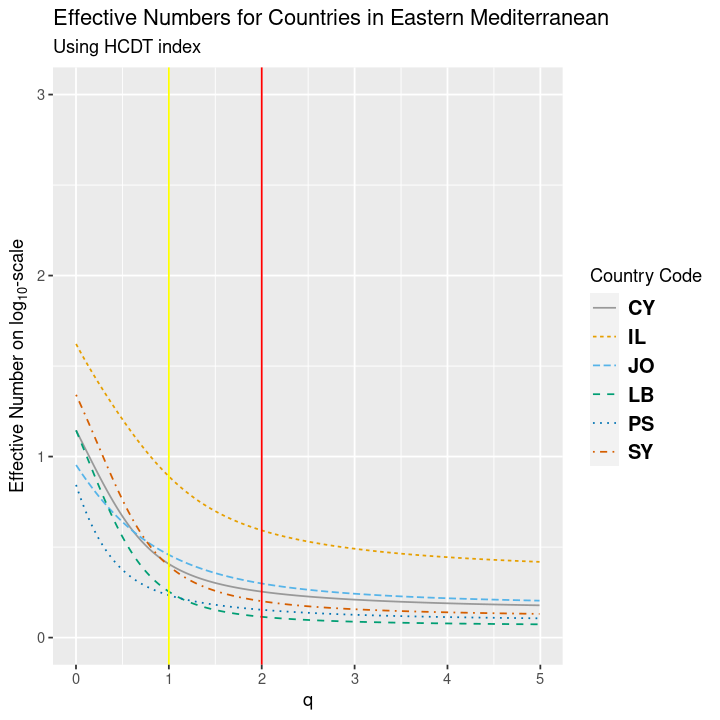 Effective Numbers for Countries in Eastern Mediterranean
Using HCDT index
Effective Number on log₁₀-scale
3
2
1
0
0 1 2 3 4 5
q
Country Code
CY
IL
JO
LB
PS
SY